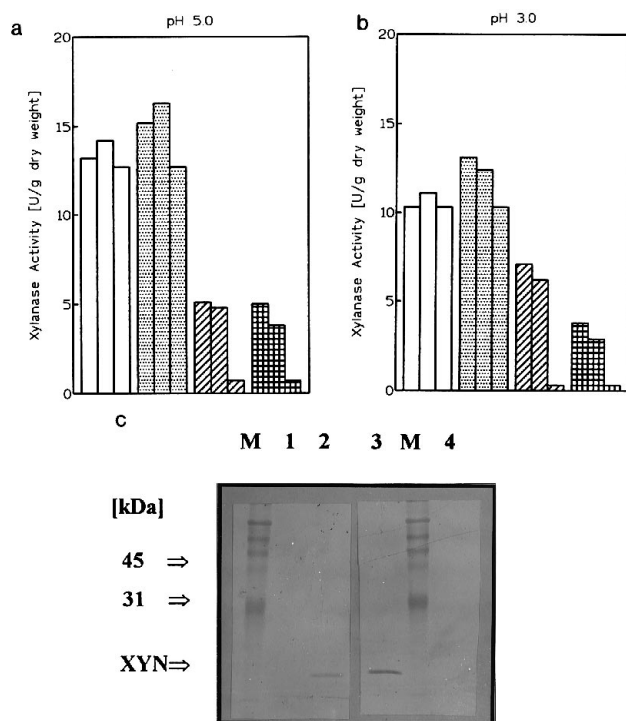 a
pH 5.0
20
15
10
5
0
Xylanase Activity [U/g dry weight]
b
pH 3.0
20
15
10
5
0
Xylanase Activity [U/g dry weight]
c
M 1 2 3 M 4
[kDa]
45 ⇒
31 ⇒
XYN⇒